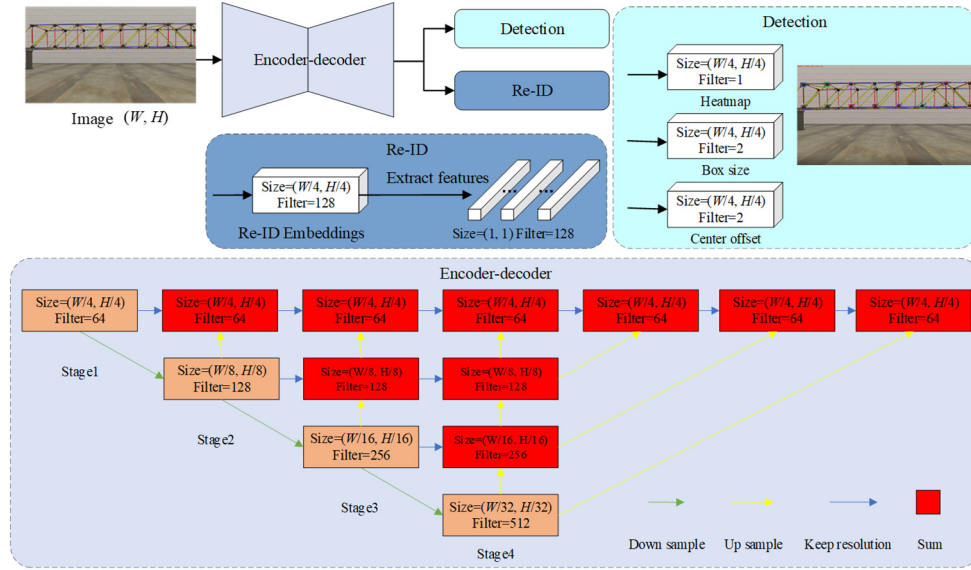 Encoder-decoder
Detection
Re-ID
Image (W, H)
Detection
Size=(W/4, H/4)
Filter=1
Heatmap
Size=(W/4, H/4)
Filter=2
Box size
Size=(W/4, H/4)
Filter=2
Center offset
Re-ID
Size=(W/4, H/4)
Filter=128
Re-ID Embeddings
Extract features
... ...
Size=(1, 1) Filter=128
Encoder-decoder
Size=(W/4, H/4)
Filter=64
Size=(W/4, H/4)
Filter=64
Size=(W/4, H/4)
Filter=64
Size=(W/4, H/4)
Filter=64
Size=(W/4, H/4)
Filter=64
Size=(W/4, H/4)
Filter=64
Size=(W/4, H/4)
Filter=64
Stage1
Size=(W/8, H/8)
Filter=128
Size=(W/8, H/8)
Filter=128
Size=(W/8, H/8)
Filter=128
Stage2
Size=(W/16, H/16)
Filter=256
Size=(W/16, H/16)
Filter=256
Stage3
Size=(W/32, H/32)
Filter=512
Stage4
Down sample
Up sample
Keep resolution
Sum